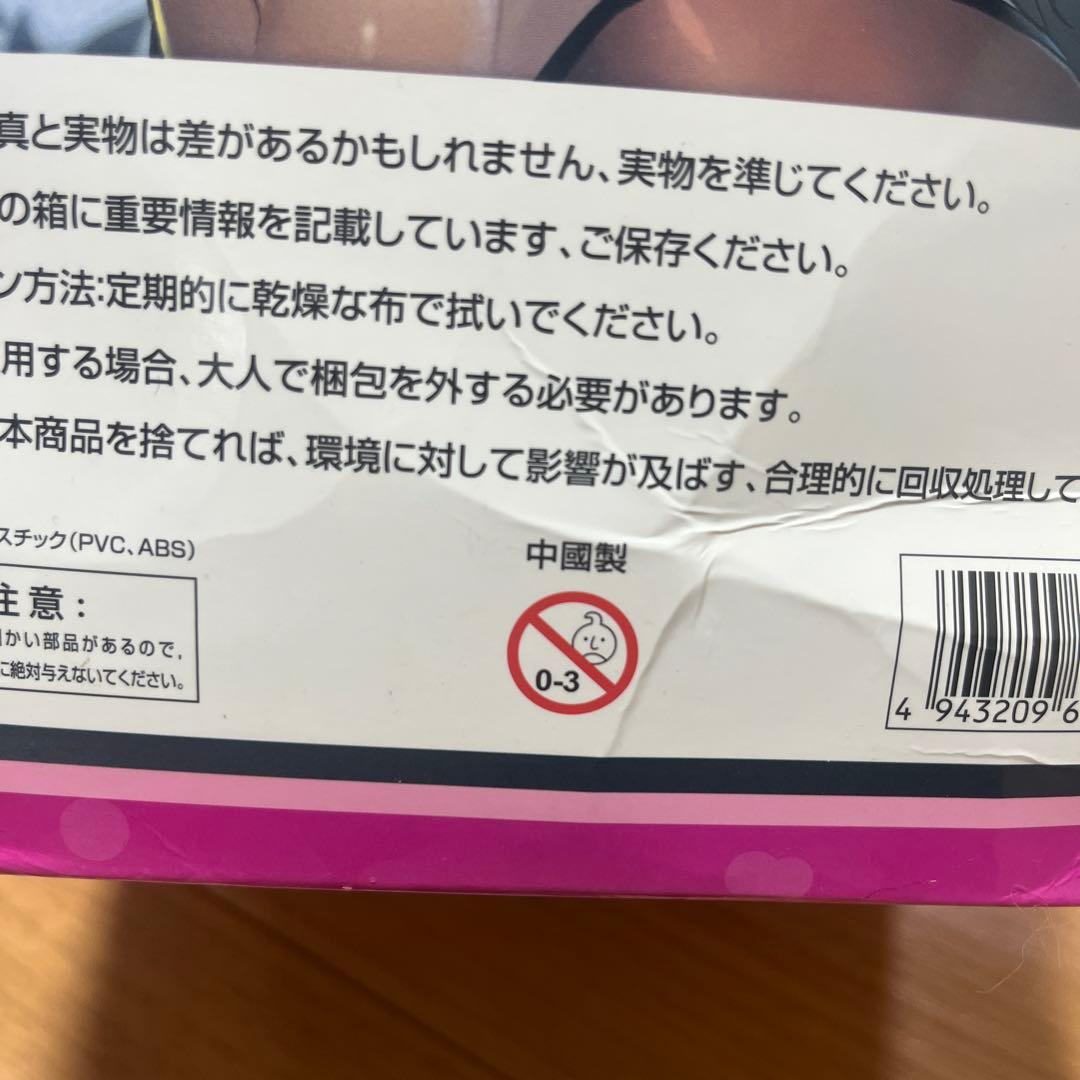 真と実物は差があるかもしれません、実物を準じてください。
の箱に重要情報を記載しています、ご保存ください。
ン方法:定期的に乾燥な布で拭いでください。
用する場合、大人で梱包を外する必要があります。
本商品を捨てれば、環境に対して影響が及ばす、合理的に回収処理して
スチック(PVC、ABS)
中國製
注意:
かい部品があるので,
に絶対与えないてください。
0-3
4 943209 6